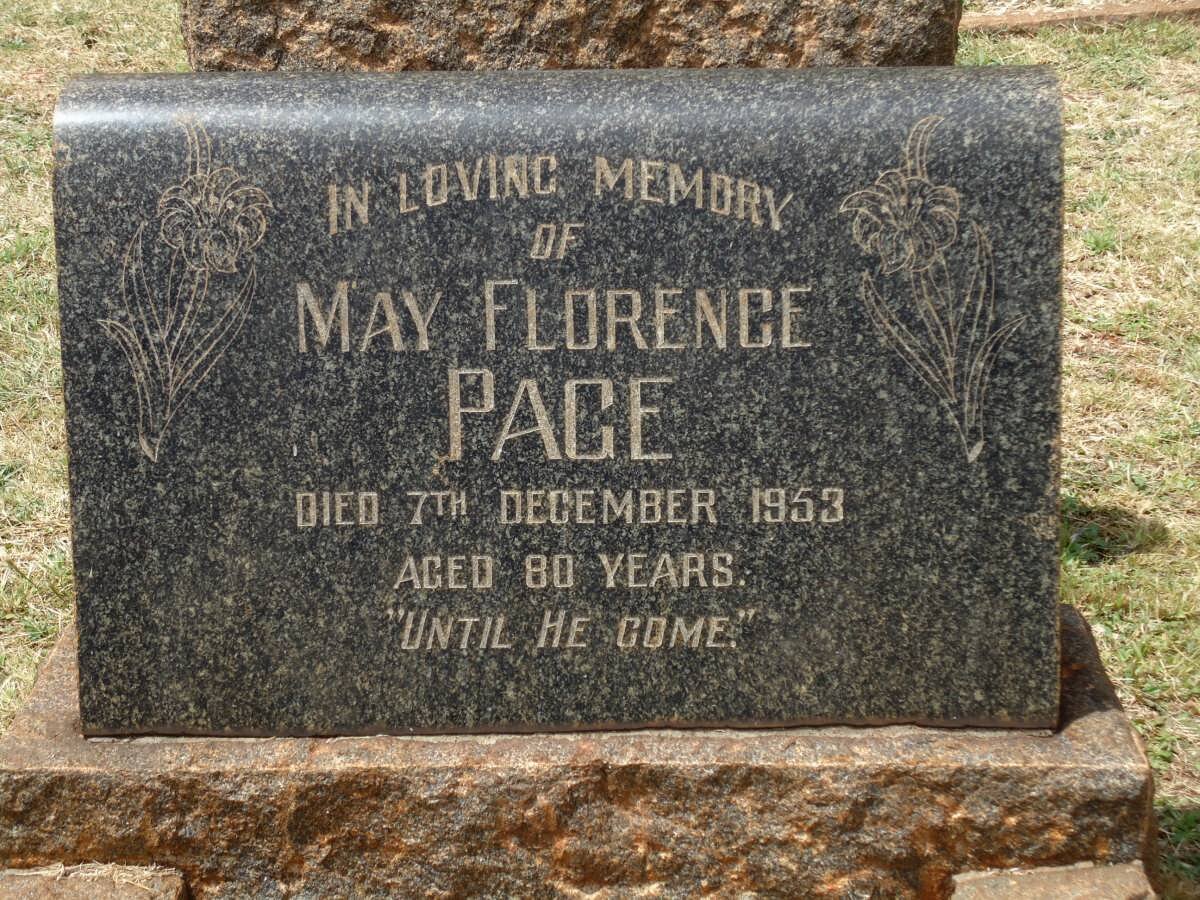 IN LOVING MEMORY
OF
MAY FLORENCE
PAGE
DIED 7TH DECEMBER 1953
AGED 80 YEARS.
"UNTIL HE COME."